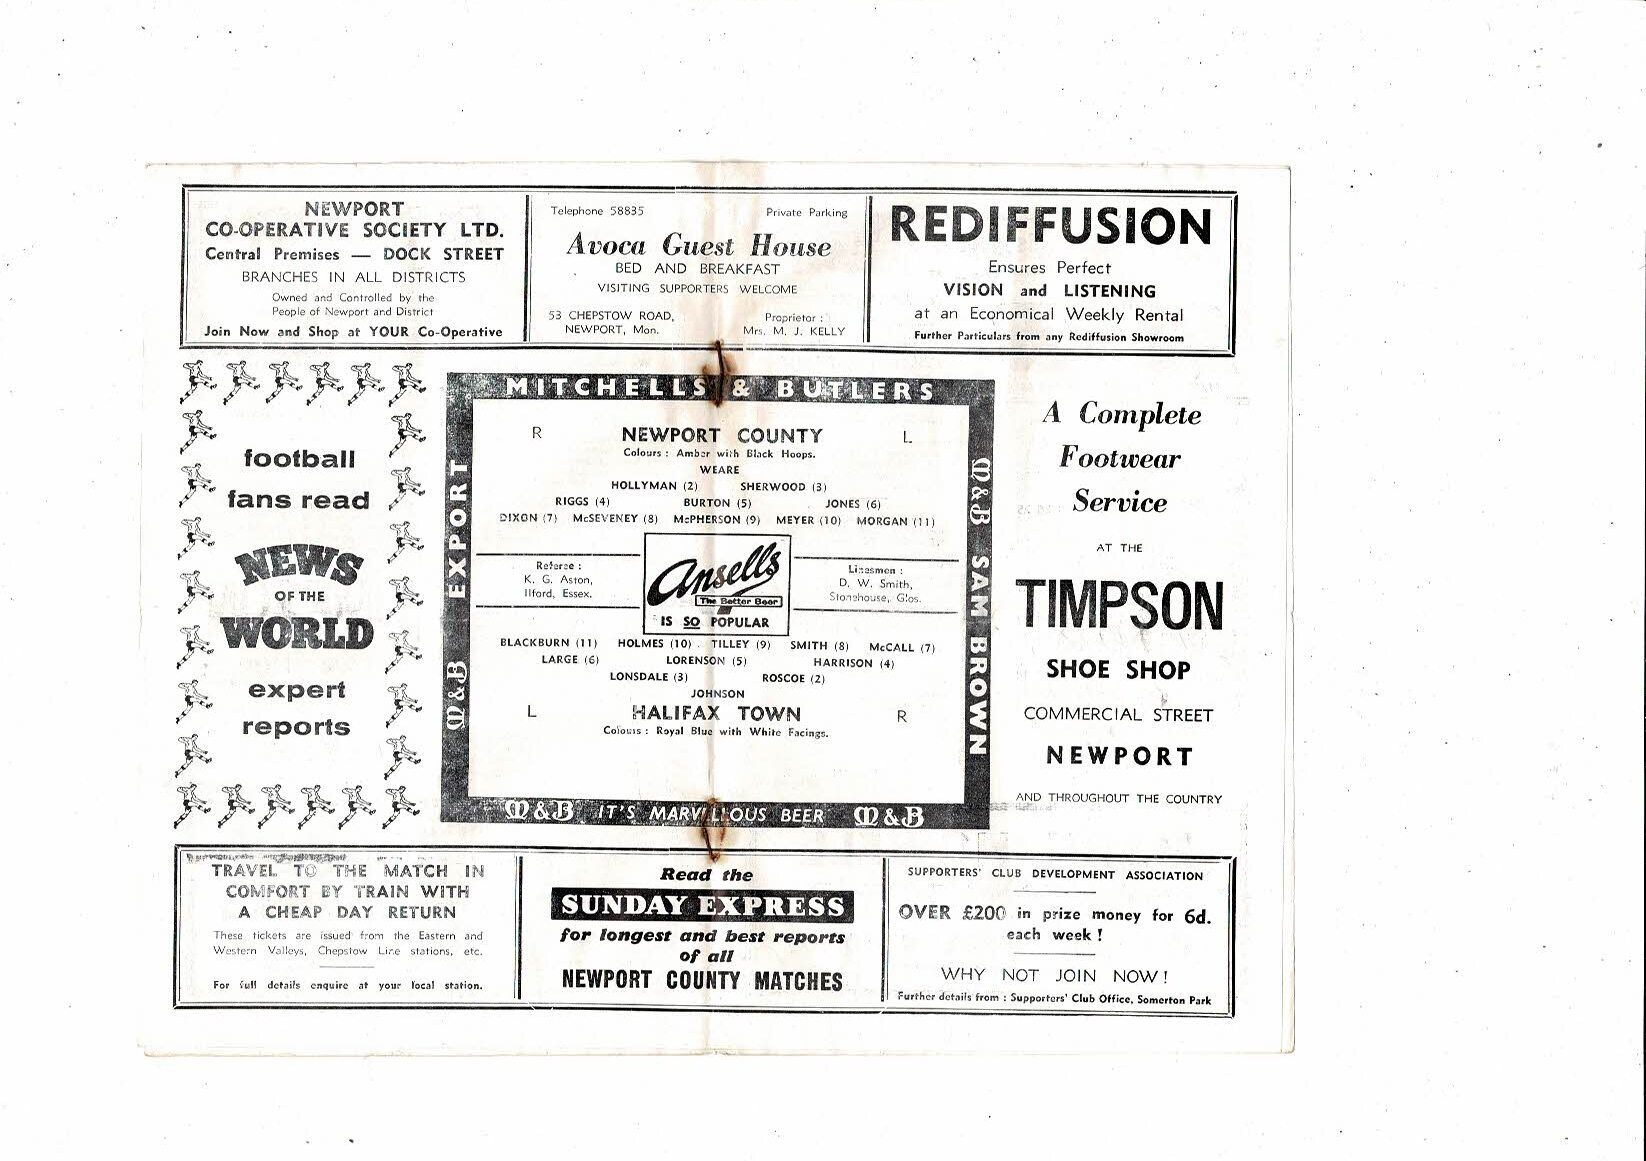 NEWPORT
CO-OPERATIVE SOCIETY LTD.
Central Premises — DOCK STREET
BRANCHES IN ALL DISTRICTS
Owned and Controlled by the
People of Newport and District
Join Now and Shop at YOUR Co-Operative
Telephone 58835 Private Parking
Avoca Guest House
BED AND BREAKFAST
VISITING SUPPORTERS WELCOME
53 CHEPSTOW ROAD, Proprietor :
NEWPORT, Mon. Mrs. M. J. KELLY
REDIFFUSION
Ensures Perfect
VISION and LISTENING
at an Economical Weekly Rental
Further Particulars from any Rediffusion Showroom
football
fans read
NEWS
OF THE
WORLD
expert
reports
MITCHELLS & BUTLERS
M&B EXPORT
R NEWPORT COUNTY L
Colours : Amber with Black Hoops.
WEARE
HOLLYMAN (2) SHERWOOD (3)
RIGGS (4) BURTON (5) JONES (6)
DIXON (7) McSEVENEY (8) McPHERSON (9) MEYER (10) MORGAN (11)
Referee :
K. G. Aston,
Ilford, Essex.
Ansells
The Better Beer
IS SO POPULAR
Linesmen :
D. W. Smith,
Stonehouse, Glos.
BLACKBURN (11) HOLMES (10) . TILLEY (9) SMITH (8) McCALL (7)
LARGE (6) LORENSON (5) HARRISON (4)
LONSDALE (3) ROSCOE (2)
JOHNSON
L HALIFAX TOWN R
Colours : Royal Blue with White Facings.
M&B SAM BROWN
M&B IT'S MARVELLOUS BEER M&B
A Complete
Footwear
Service
AT THE
TIMPSON
SHOE SHOP
COMMERCIAL STREET
NEWPORT
AND THROUGHOUT THE COUNTRY
TRAVEL TO THE MATCH IN
COMFORT BY TRAIN WITH
A CHEAP DAY RETURN
These tickets are issued from the Eastern and
Western Valleys, Chepstow Line stations, etc.
For full details enquire at your local station.
Read the
SUNDAY EXPRESS
for longest and best reports
of all
NEWPORT COUNTY MATCHES
SUPPORTERS' CLUB DEVELOPMENT ASSOCIATION
OVER £200 in prize money for 6d.
each week !
WHY NOT JOIN NOW !
Further details from : Supporters' Club Office, Somerton Park